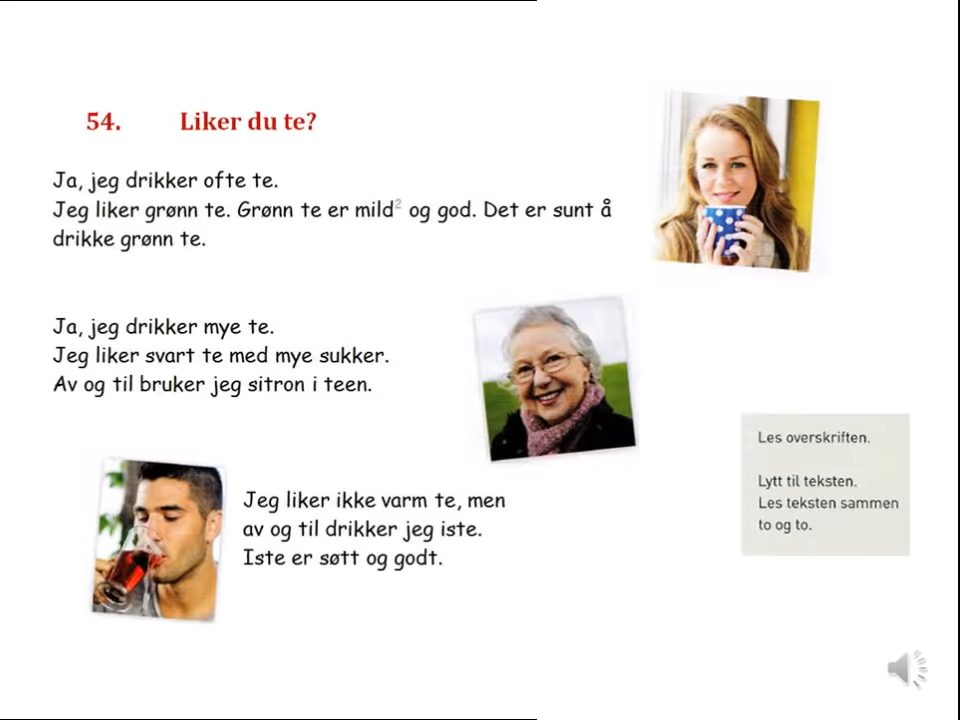 54. Liker du te?
Ja, jeg drikker ofte te.
Jeg liker grønn te. Grønn te er mild² og god. Det er sunt å
drikke grønn te.
Ja, jeg drikker mye te.
Jeg liker svart te med mye sukker.
Av og til bruker jeg sitron i teen.
Jeg liker ikke varm te, men
av og til drikker jeg iste.
Iste er søtt og godt.
Les overskriften.
Lytt til teksten.
Les teksten sammen
to og to.